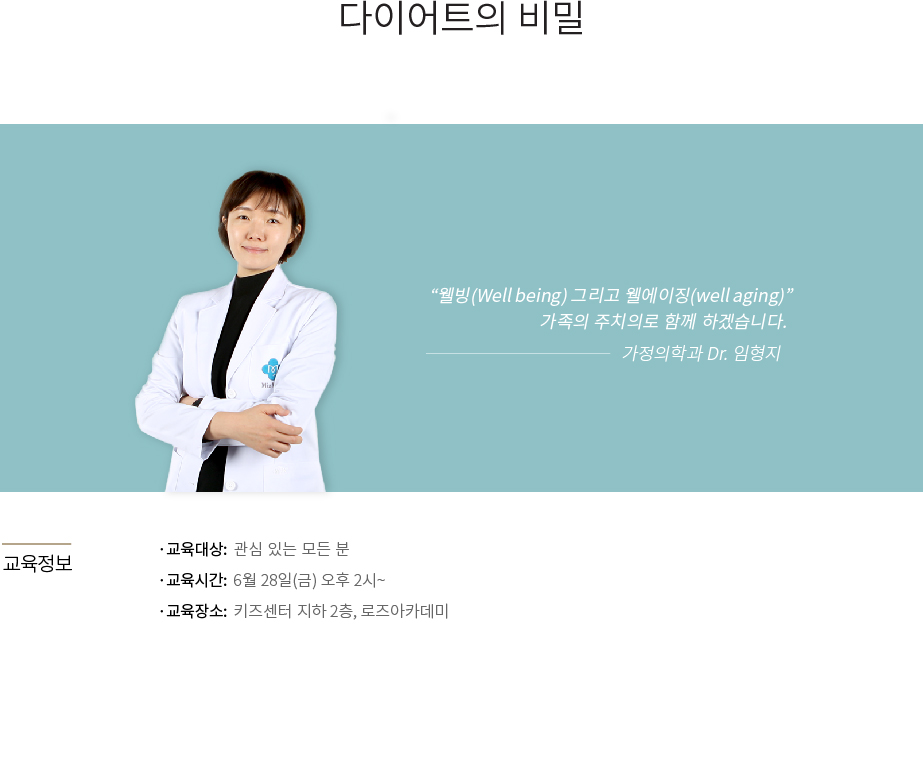 다이어트의 비밀
“웰빙(Well being) 그리고 웰에이징(well aging)”
가족의 주치의로 함께 하겠습니다.
가정의학과 Dr. 임형지
교육정보
· 교육대상: 관심 있는 모든 분
· 교육시간: 6월 28일(금) 오후 2시~
· 교육장소: 키즈센터 지하 2층, 로즈아카데미